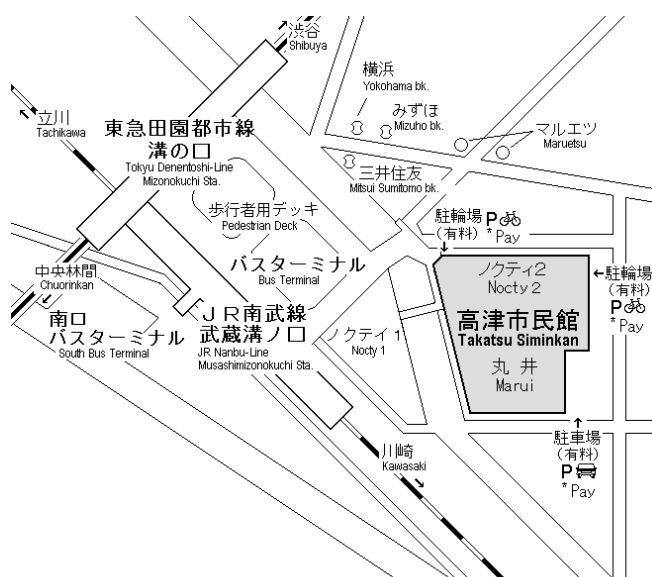 渋谷
Shibuya
横浜
Yokohama bk.
みずほ
Mizuho bk.
立川
Tachikawa
東急田園都市線
溝の口
Tokyu Denentoshi-Line
Mizonokuchi Sta.
マルエツ
Maruetsu
三井住友
Mitsui Sumitomo bk.
歩行者用デッキ
Pedestrian Deck
駐輪場
(有料)
P
* Pay
バスターミナル
Bus Terminal
中央林間
Chuorinkan
ノクティ2
Nocty 2
駐輪場
(有料)
P
* Pay
南口
バスターミナル
South Bus Terminal
JR南武線
武蔵溝ノ口
JR Nanbu-Line
Musashimizonokuchi Sta.
ノクテイ1
Nocty 1
高津市民館
Takatsu Siminkan
丸井
Marui
川崎
Kawasaki
駐車場
(有料)
P
* Pay